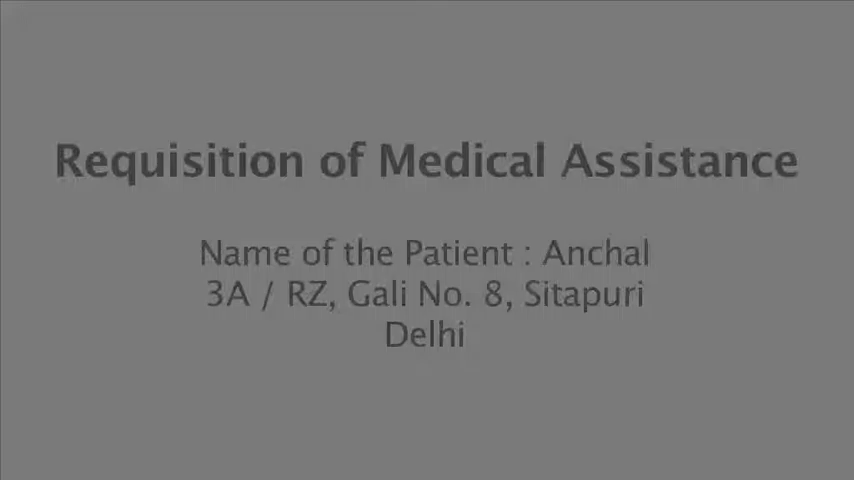 Requisition of Medical Assistance
Name of the Patient : Anchal
3A / RZ, Gali No. 8, Sitapuri
Delhi